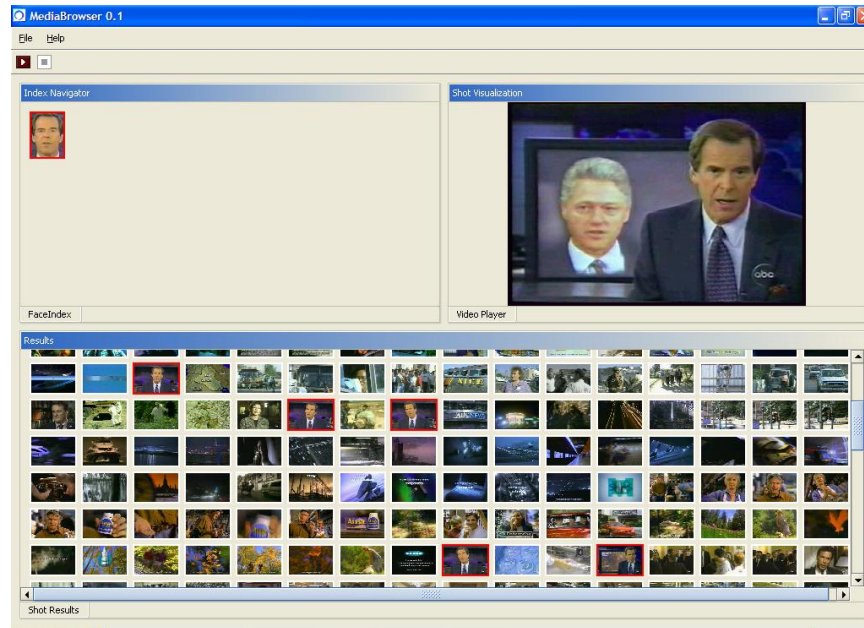 MediaBrowser 0.1
File Help
Index Navigator
Shot Visualization
abc
FaceIndex
Video Player
Results
Shot Results